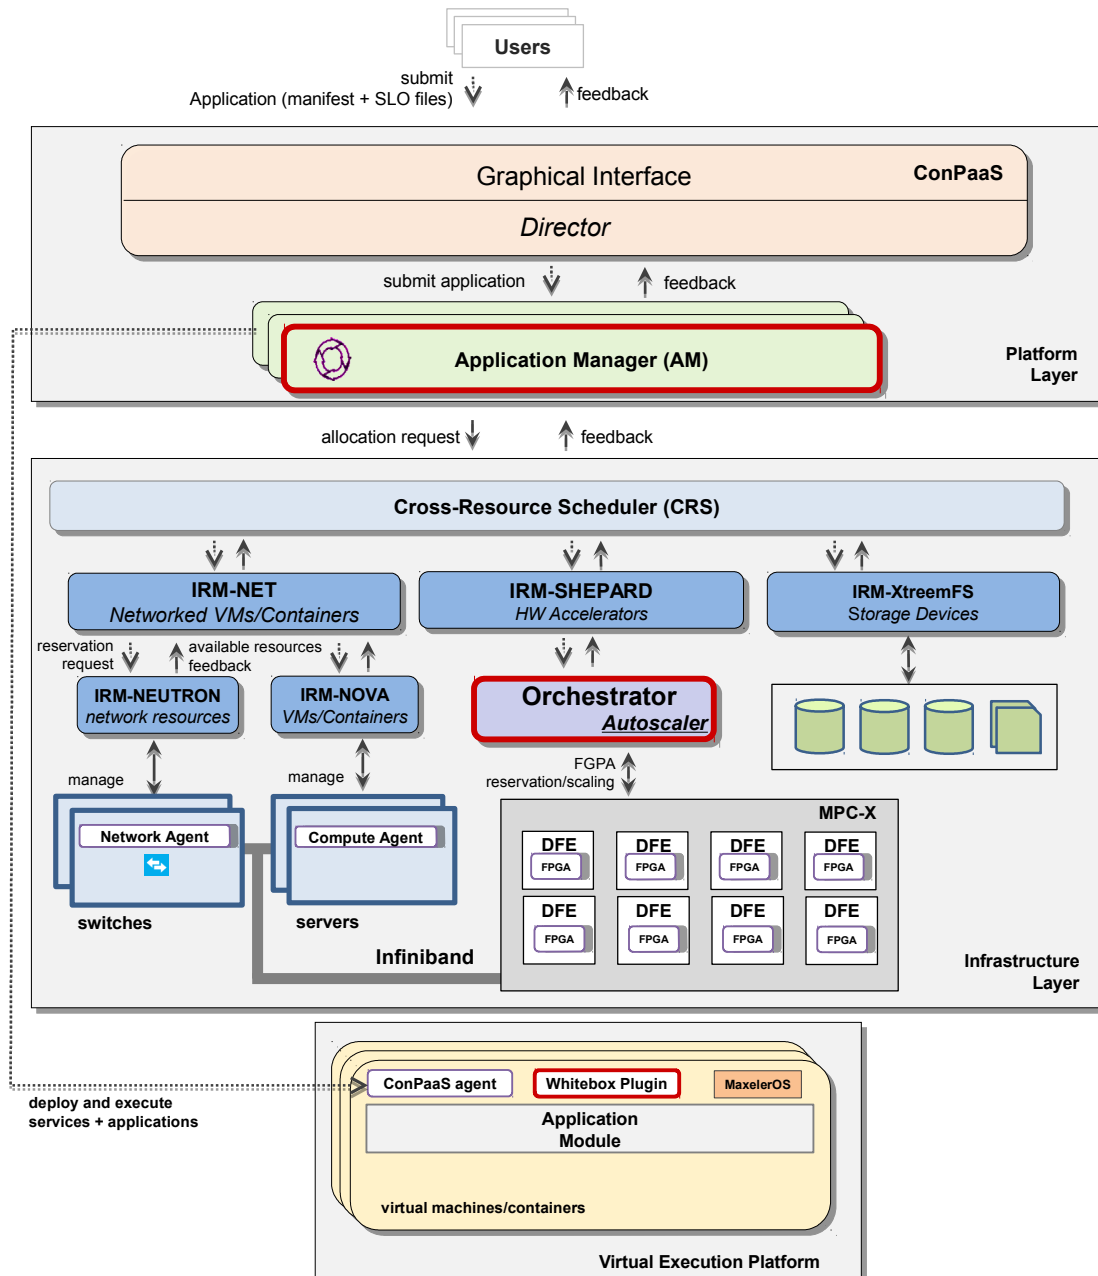 Users
submit
Application (manifest + SLO files)
feedback
Graphical Interface
ConPaaS
Director
submit application
feedback
Application Manager (AM)
Platform
Layer
allocation request
feedback
Cross-Resource Scheduler (CRS)
IRM-NET
Networked VMs/Containers
IRM-SHEPARD
HW Accelerators
IRM-XtreemFS
Storage Devices
reservation
request
available resources
feedback
IRM-NEUTRON
network resources
IRM-NOVA
VMs/Containers
Orchestrator
Autoscaler
manage
manage
FGPA
reservation/scaling
MPC-X
Network Agent
Compute Agent
DFE
FPGA
DFE
FPGA
DFE
FPGA
DFE
FPGA
DFE
FPGA
DFE
FPGA
DFE
FPGA
DFE
FPGA
switches
servers
Infiniband
Infrastructure
Layer
ConPaaS agent
Whitebox Plugin
MaxelerOS
deploy and execute
services + applications
Application
Module
virtual machines/containers
Virtual Execution Platform